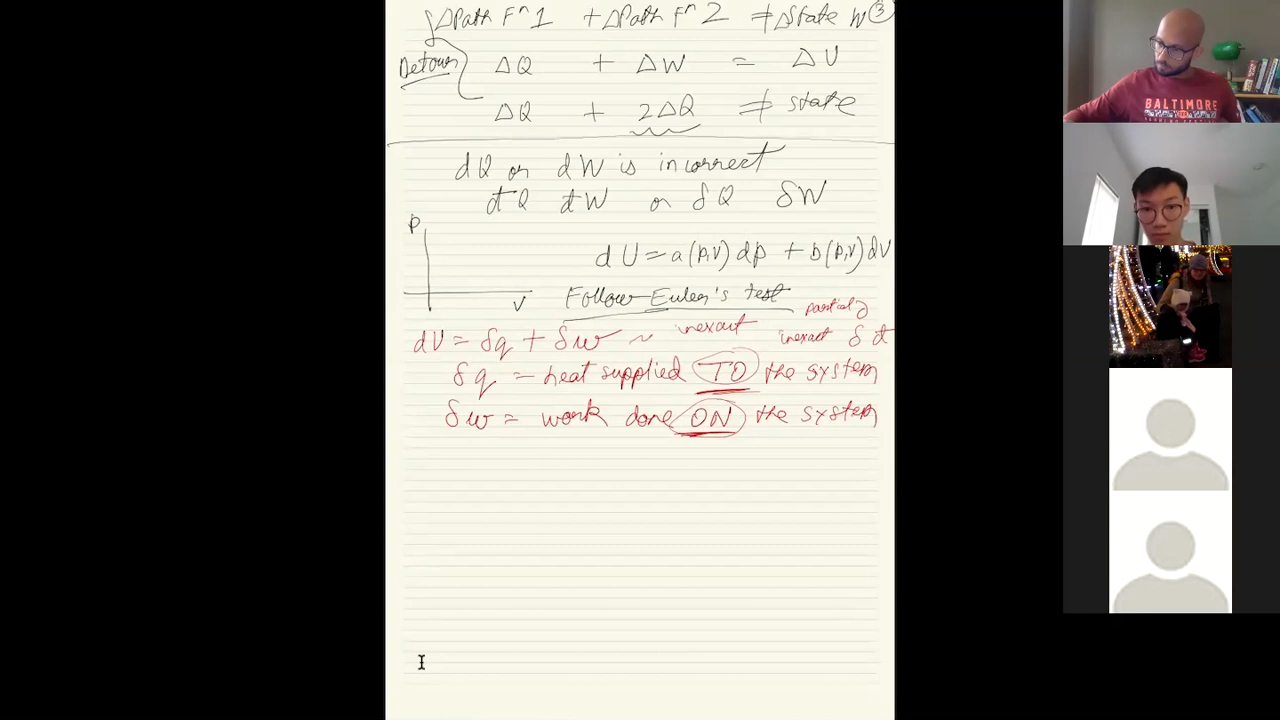 ΔPath Fⁿ 1 + ΔPath Fⁿ 2 ≠ ΔState Fⁿ ③
Detour
ΔQ + ΔW = ΔU
ΔQ + 2ΔQ ≠ state
dQ or dW is incorrect
đQ đW or δQ δW
P
V
dU = a(p,v) dp + b(p,v) dV
Follow Euler's test
dU = δq + δw ~ inexact
inexact δ đ
δq = heat supplied TO the system
δw = work done ON the system
BALTIMORE